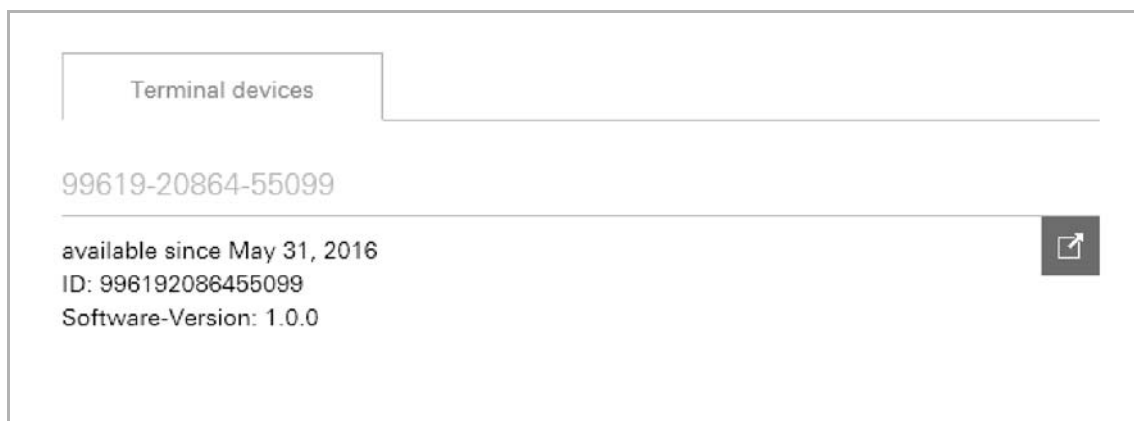 Terminal devices
99619-20864-55099
available since May 31, 2016
ID: 996192086455099
Software-Version: 1.0.0